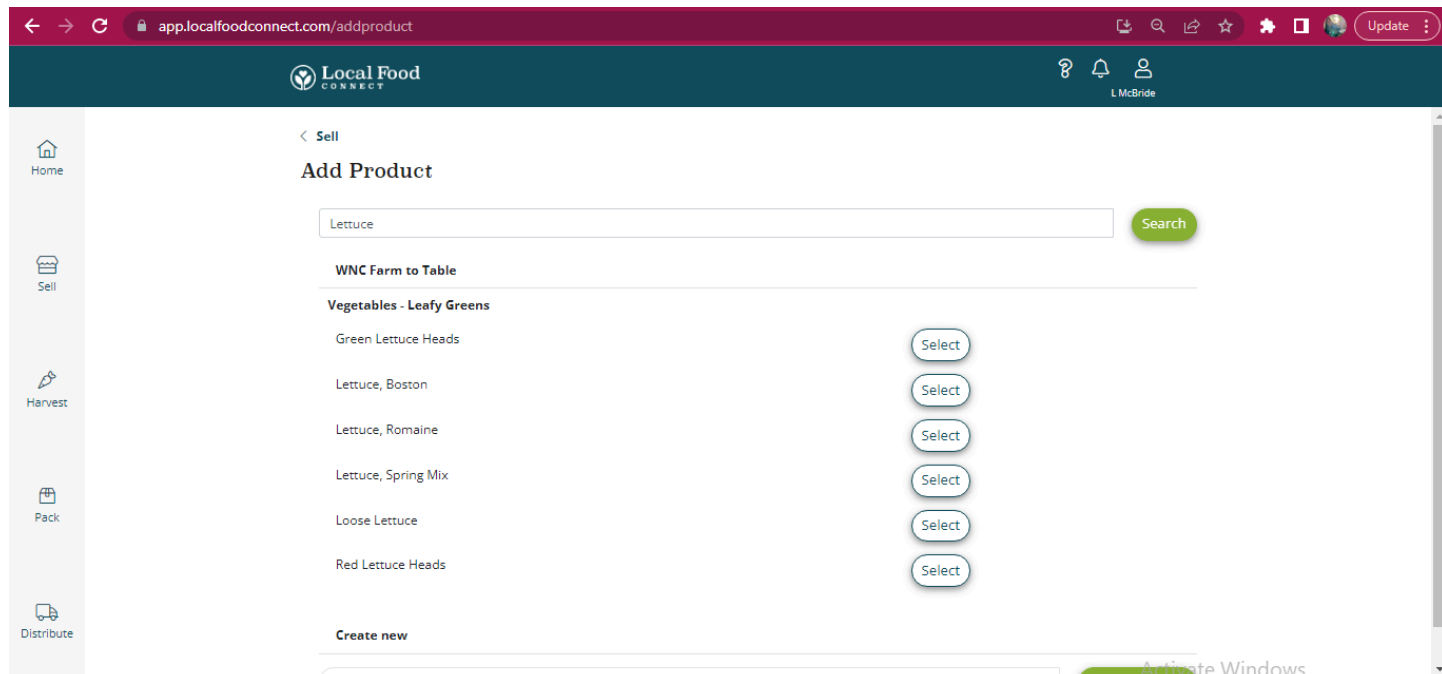 app.localfoodconnect.com/addproduct
Update
Local Food
CONNECT
L McBride
Home
Sell
Harvest
Pack
Distribute
Sell
Add Product
Lettuce
Search
WNC Farm to Table
Vegetables - Leafy Greens
Green Lettuce Heads Select
Lettuce, Boston Select
Lettuce, Romaine Select
Lettuce, Spring Mix Select
Loose Lettuce Select
Red Lettuce Heads Select
Create new
Activate Windows